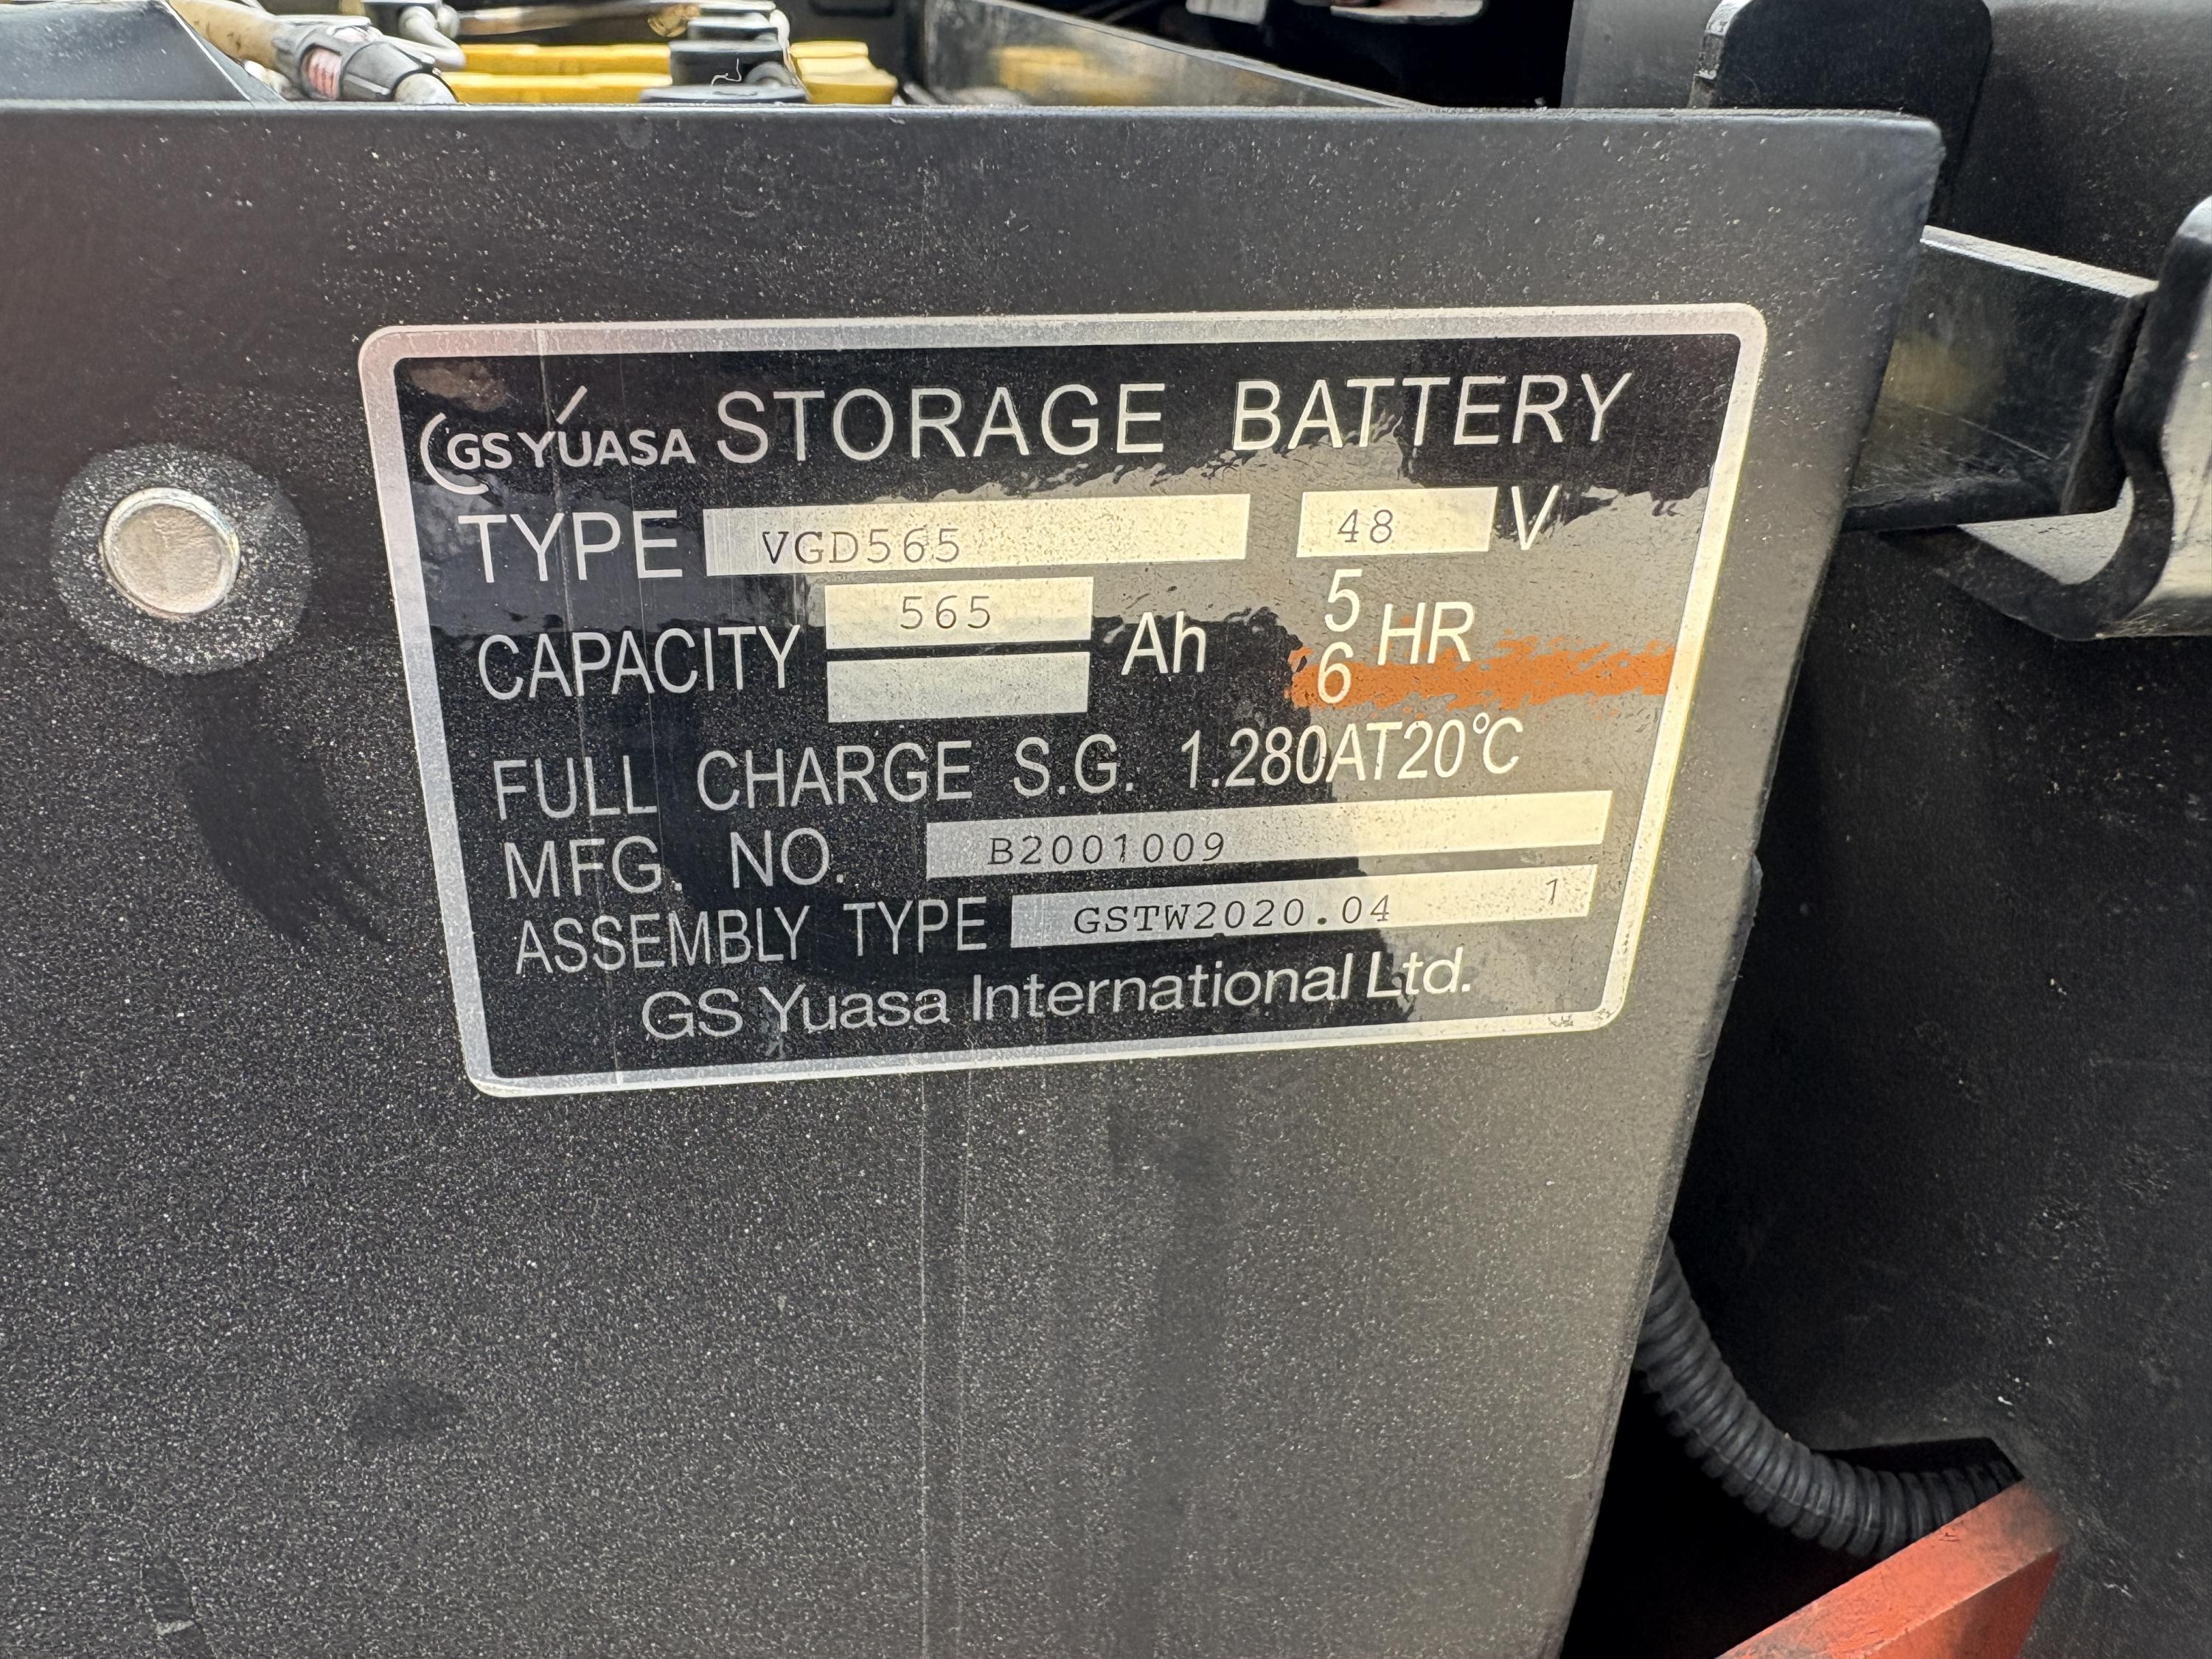 GS YUASA STORAGE BATTERY
TYPE VGD565 48 V
CAPACITY 565 Ah 5 HR
6
FULL CHARGE S.G. 1.280AT20℃
MFG. NO. B2001009
ASSEMBLY TYPE GSTW2020.04 1
GS Yuasa International Ltd.